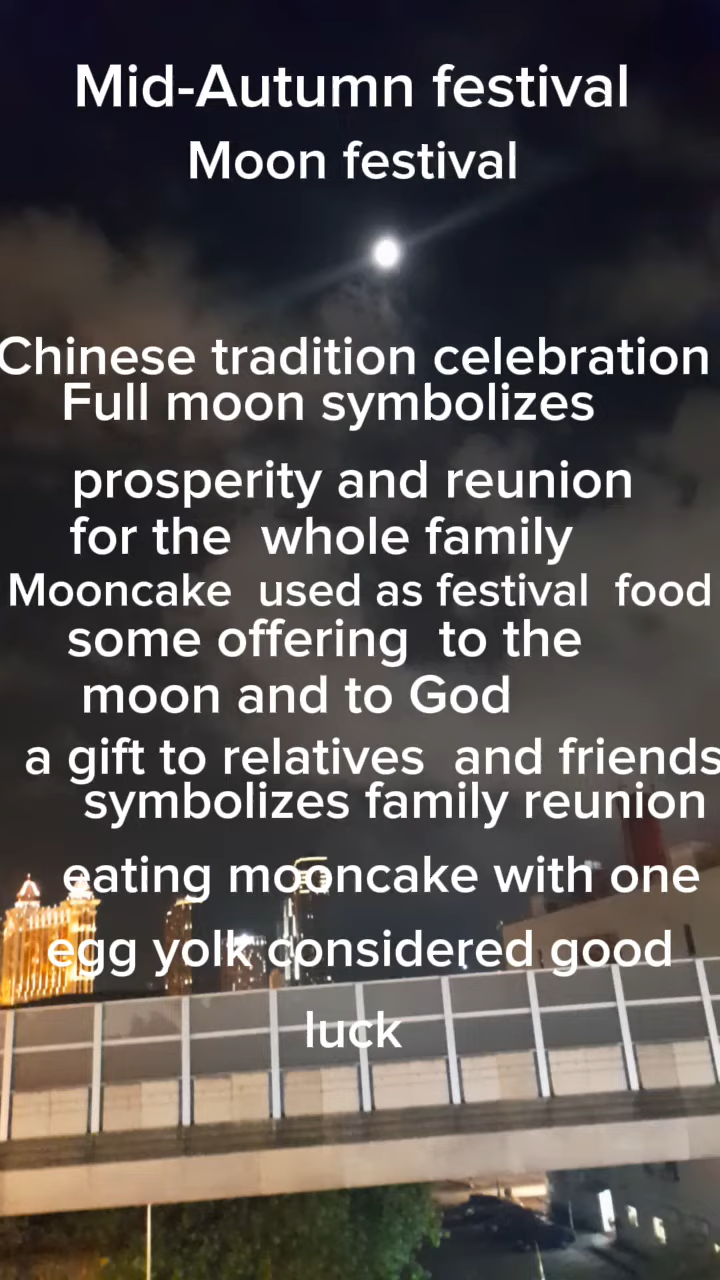 Mid-Autumn festival
Moon festival
Chinese tradition celebration
Full moon symbolizes
prosperity and reunion
for the whole family
Mooncake used as festival food
some offering to the
moon and to God
a gift to relatives and friends
symbolizes family reunion
eating mooncake with one
egg yolk considered good
luck